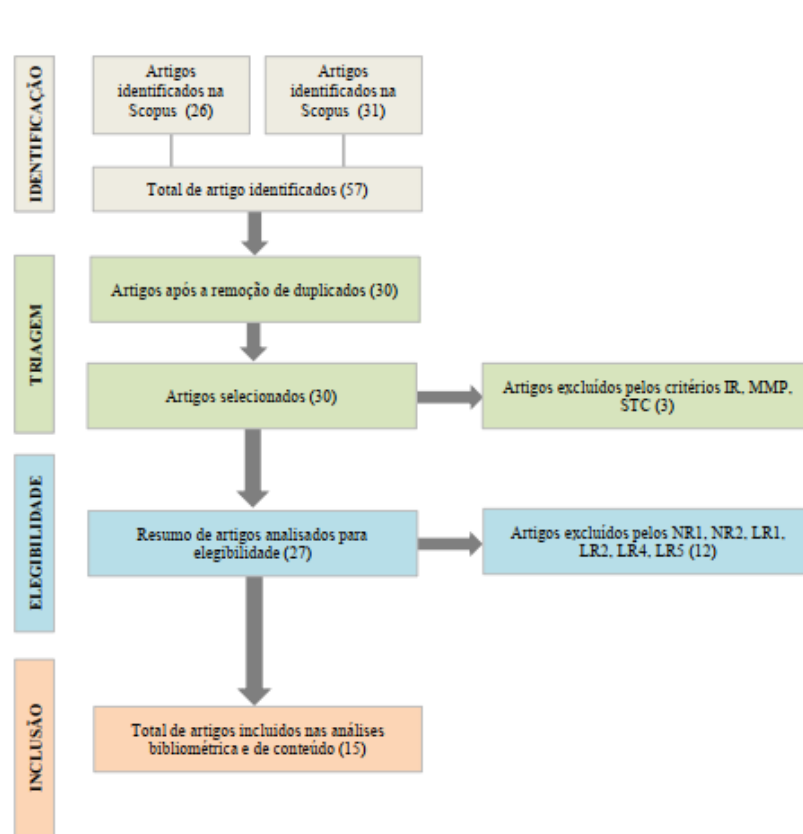 IDENTIFICAÇÃO
Artigos
identificados na
Scopus (26)
Artigos
identificados na
Scopus (31)
Total de artigo identificados (57)
TRIAGEM
Artigos após a remoção de duplicados (30)
Artigos selecionados (30)
Artigos excluídos pelos critérios IR, MMP,
STC (3)
ELEGIBILIDADE
Resumo de artigos analisados para
elegibilidade (27)
Artigos excluídos pelos NR1, NR2, LR1,
LR2, LR4, LR5 (12)
INCLUSÃO
Total de artigos incluidos nas análises
bibliométrica e de conteúdo (15)